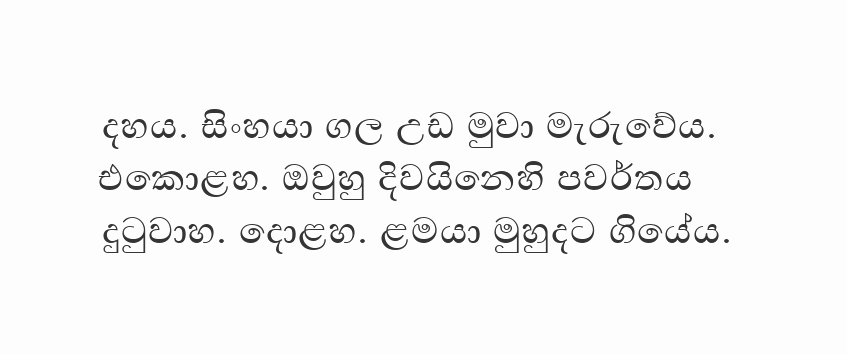 දහය. සිංහයා ගල උඩ මුවා මැරුවේය.
එකොළහ. ඔවුහු දිවයිනෙහි පවර්තය
දුටුවාහ. දොළහ. ළමයා මුහුදට ගියේය.